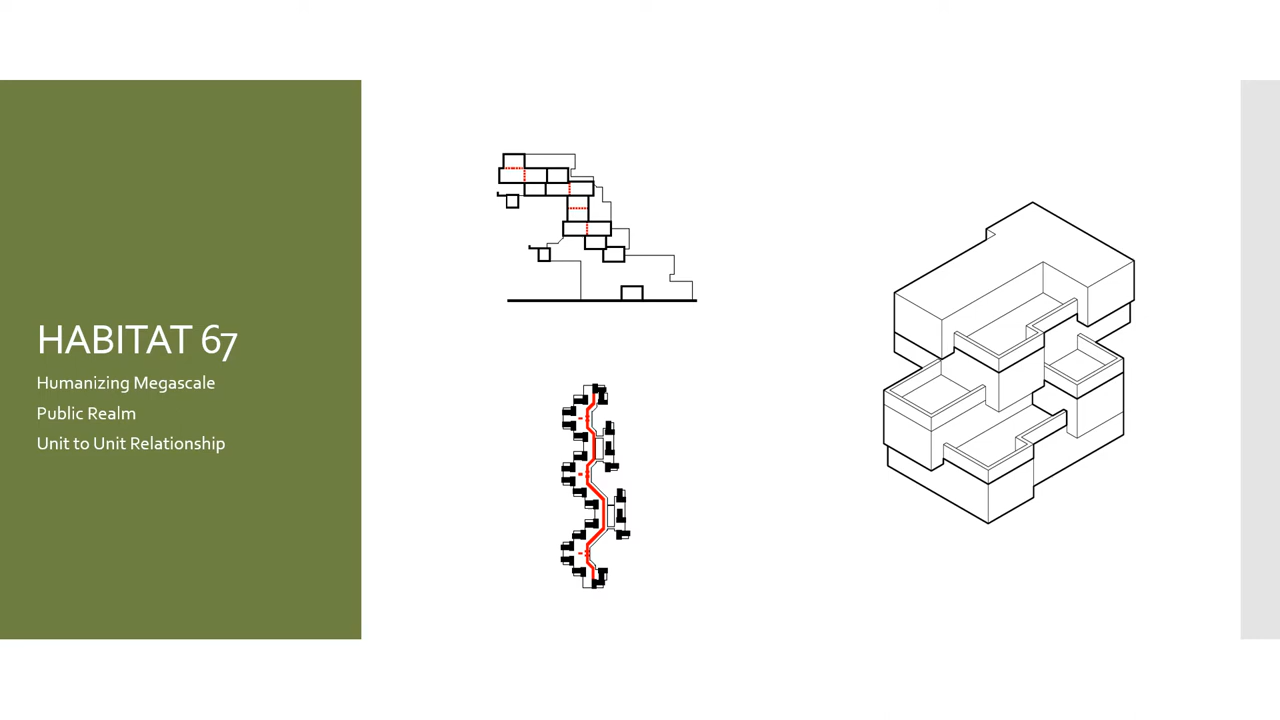 HABITAT 67
Humanizing Megascale
Public Realm
Unit to Unit Relationship